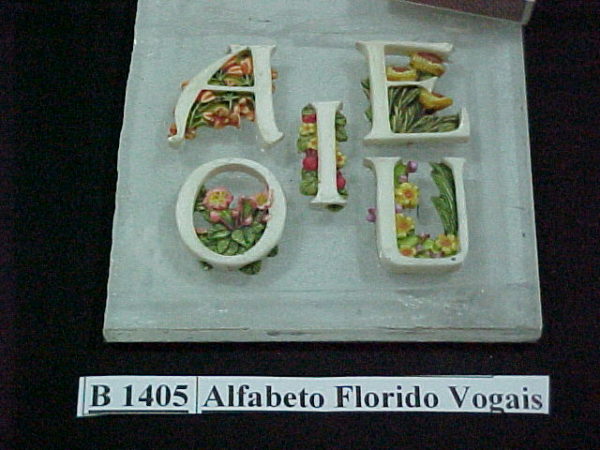 A E
I
O U
B 1405 Alfabeto Florido Vogais